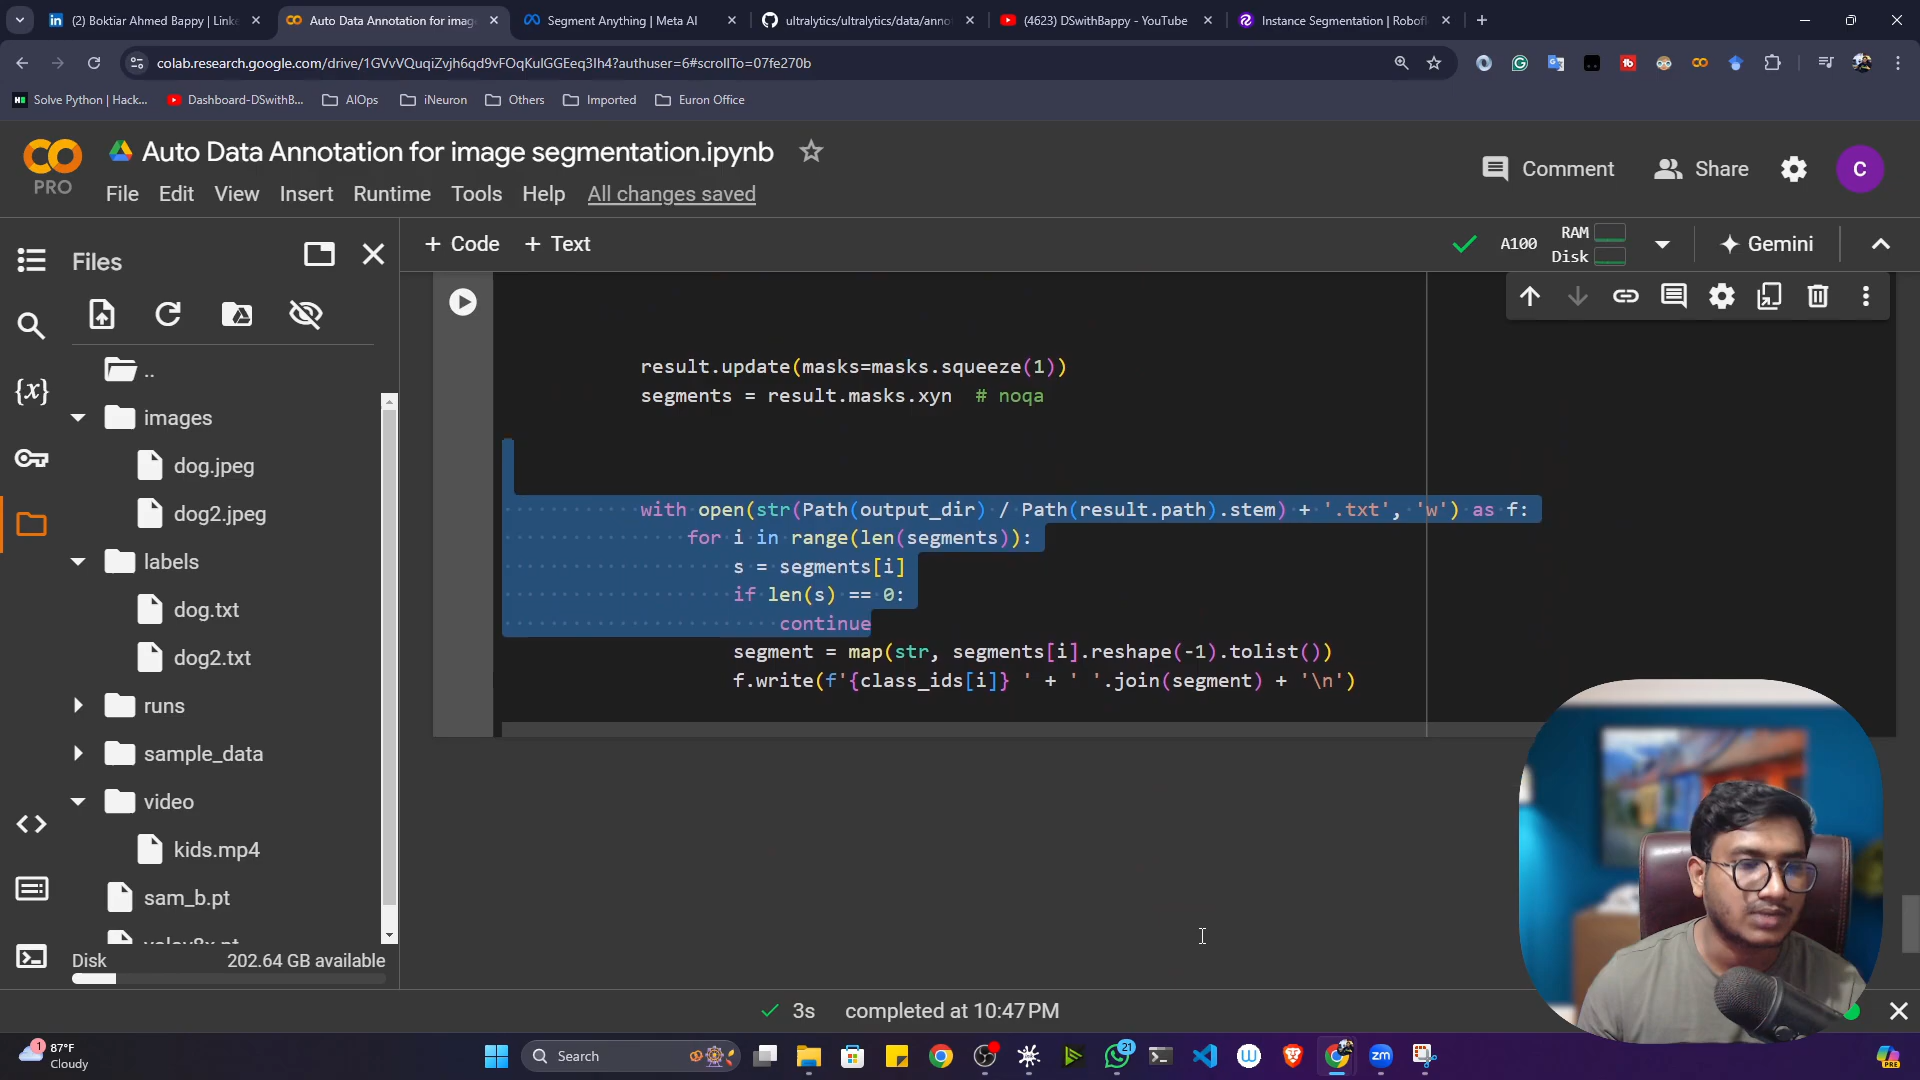 (2) Boktiar Ahmed Bappy | Linke
Auto Data Annotation for imag
Segment Anything | Meta AI
ultralytics/ultralytics/data/anno
(4623) DSwithBappy - YouTube
Instance Segmentation | Robofl
colab.research.google.com/drive/1GVvVQuqiZvjh6qd9vFOqKulGGEeq3Ih4?authuser=6#scrollTo=07fe270b
Solve Python | Hack...
Dashboard-DSwithB...
AIOps
iNeuron
Others
Imported
Euron Office
CO
PRO
Auto Data Annotation for image segmentation.ipynb
Comment
Share
C
File Edit View Insert Runtime Tools Help All changes saved
Files
+ Code + Text
A100
RAM
Disk
Gemini
..
images
dog.jpeg
dog2.jpeg
labels
dog.txt
dog2.txt
runs
sample_data
video
kids.mp4
sam_b.pt
Disk 202.64 GB available
result.update(masks=masks.squeeze(1))
segments = result.masks.xyn # noqa
with open(str(Path(output_dir) / Path(result.path).stem) + '.txt', 'w') as f:
for i in range(len(segments)):
s = segments[i]
if len(s) == 0:
continue
segment = map(str, segments[i].reshape(-1).tolist())
f.write(f'{class_ids[i]} ' + ' '.join(segment) + '\n')
3s completed at 10:47 PM
1
87°F
Cloudy
Search
21
zm